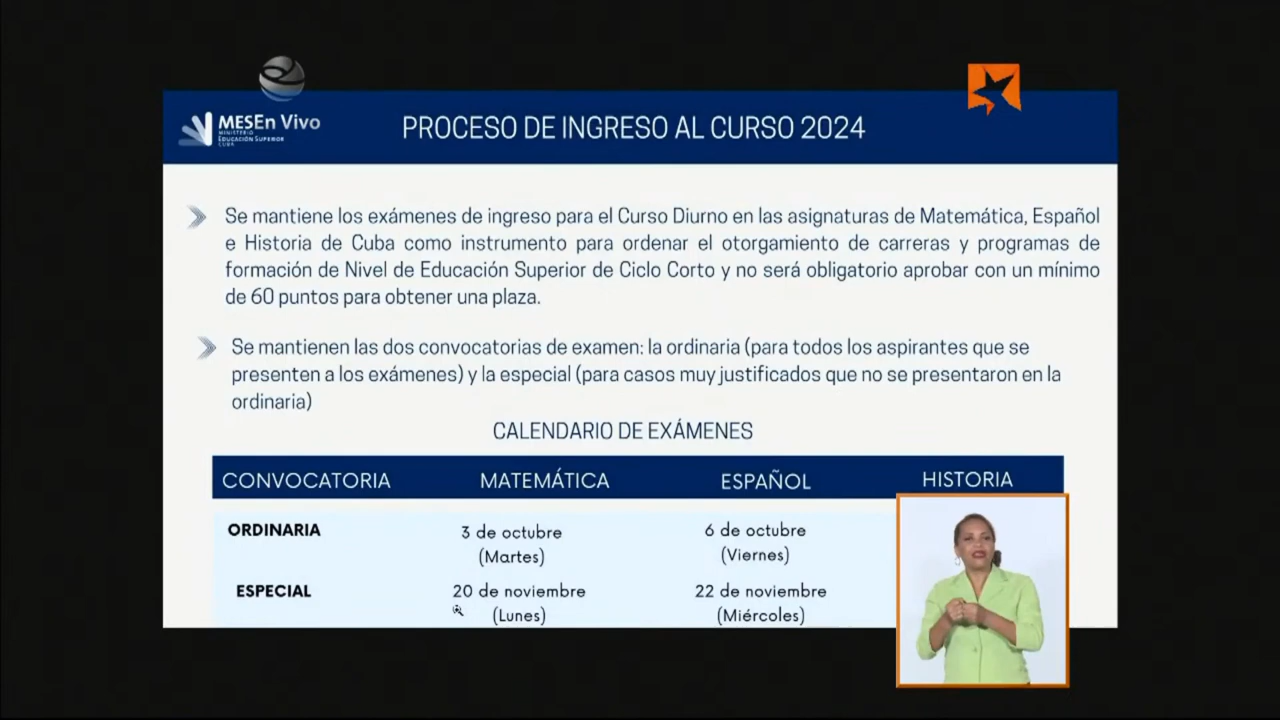 MESEn Vivo
MINISTERIO
EDUCACIÓN SUPERIOR
CUBA
PROCESO DE INGRESO AL CURSO 2024
Se mantiene los exámenes de ingreso para el Curso Diurno en las asignaturas de Matemática, Español
e Historia de Cuba como instrumento para ordenar el otorgamiento de carreras y programas de
formación de Nivel de Educación Superior de Ciclo Corto y no será obligatorio aprobar con un mínimo
de 60 puntos para obtener una plaza.
Se mantienen las dos convocatorias de examen: la ordinaria (para todos los aspirantes que se
presenten a los exámenes) y la especial (para casos muy justificados que no se presentaron en la
ordinaria)
CALENDARIO DE EXÁMENES
CONVOCATORIA MATEMÁTICA ESPAÑOL HISTORIA
ORDINARIA 3 de octubre 6 de octubre
(Martes) (Viernes)
ESPECIAL 20 de noviembre 22 de noviembre
(Lunes) (Miércoles)